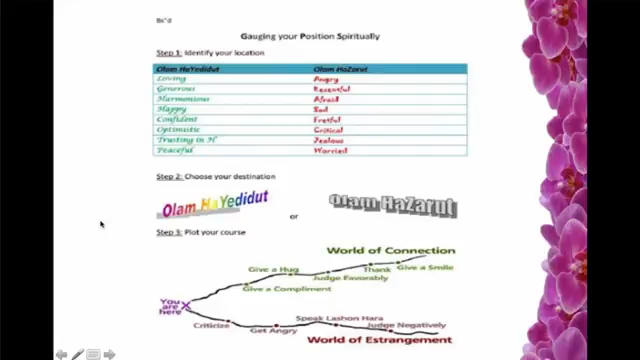 BS"D
Gauging your Position Spiritually
Step 1: Identify your location
Olam HaYedidut Olam HaZarut
Loving Angry
Generous Resentful
Harmonious Afraid
Happy Sad
Confident Fretful
Optimistic Critical
Trusting in H' Jealous
Peaceful Worried
Step 2: Choose your destination
Olam HaYedidut or Olam HaZarut
Step 3: Plot your course
World of Connection
Give a Hug Thank Give a Smile
Judge Favorably
Give a Compliment
You are here X
Speak Lashon Hara
Criticize Judge Negatively
Get Angry
World of Estrangement